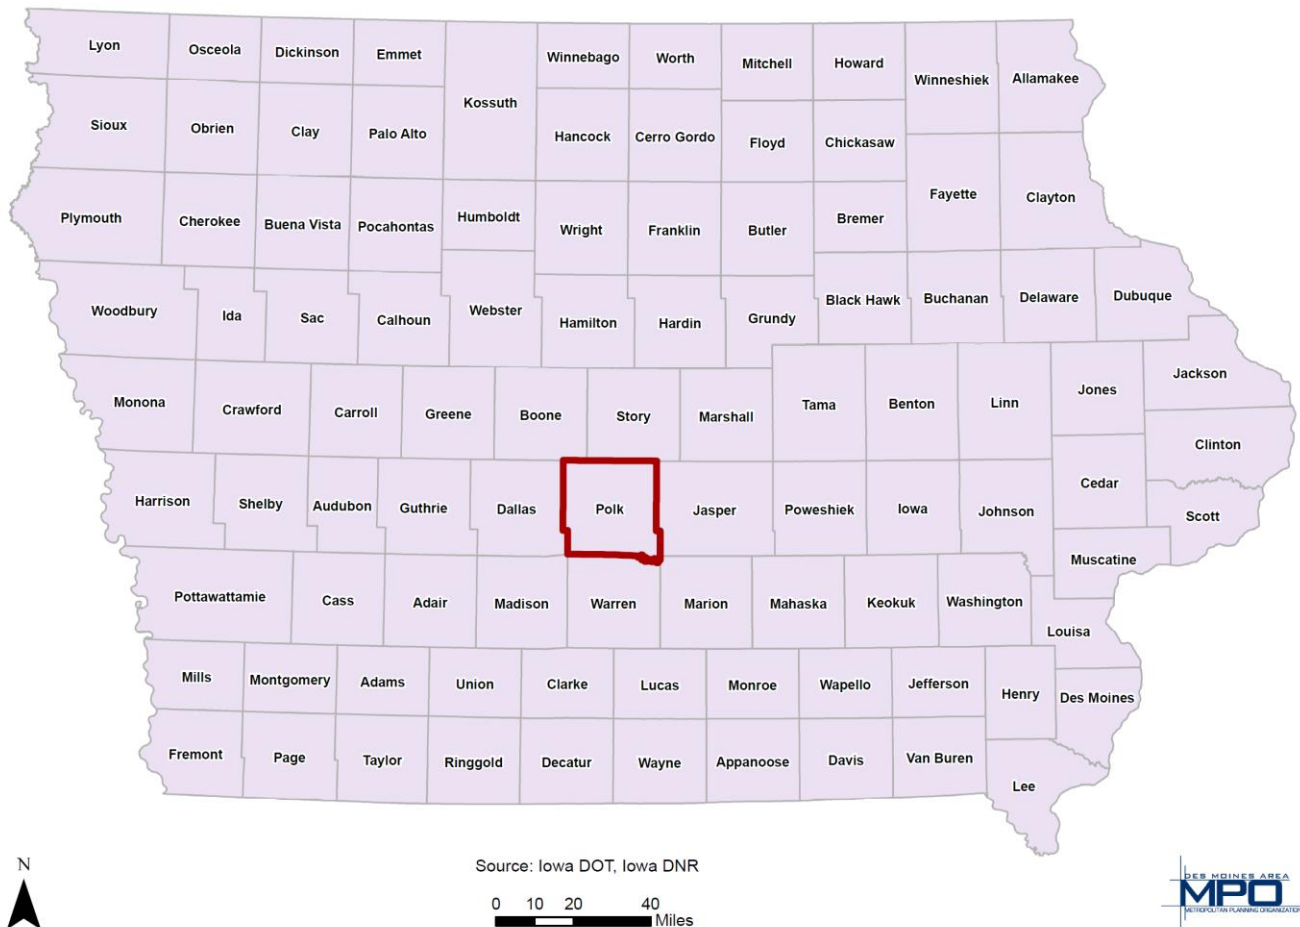 Lyon
Osceola
Dickinson
Emmet
Kossuth
Winnebago
Worth
Mitchell
Howard
Winneshiek
Allamakee
Sioux
Obrien
Clay
Palo Alto
Hancock
Cerro Gordo
Floyd
Chickasaw
Plymouth
Cherokee
Buena Vista
Pocahontas
Humboldt
Wright
Franklin
Butler
Bremer
Fayette
Clayton
Woodbury
Ida
Sac
Calhoun
Webster
Hamilton
Hardin
Grundy
Black Hawk
Buchanan
Delaware
Dubuque
Monona
Crawford
Carroll
Greene
Boone
Story
Marshall
Tama
Benton
Linn
Jones
Jackson
Clinton
Harrison
Shelby
Audubon
Guthrie
Dallas
Polk
Jasper
Poweshiek
Iowa
Johnson
Cedar
Scott
Muscatine
Pottawattamie
Cass
Adair
Madison
Warren
Marion
Mahaska
Keokuk
Washington
Louisa
Mills
Montgomery
Adams
Union
Clarke
Lucas
Monroe
Wapello
Jefferson
Henry
Des Moines
Fremont
Page
Taylor
Ringgold
Decatur
Wayne
Appanoose
Davis
Van Buren
Lee
N
Source: Iowa DOT, Iowa DNR
0 10 20 40
Miles
DES MOINES AREA
MPO
METROPOLITAN PLANNING ORGANIZATION